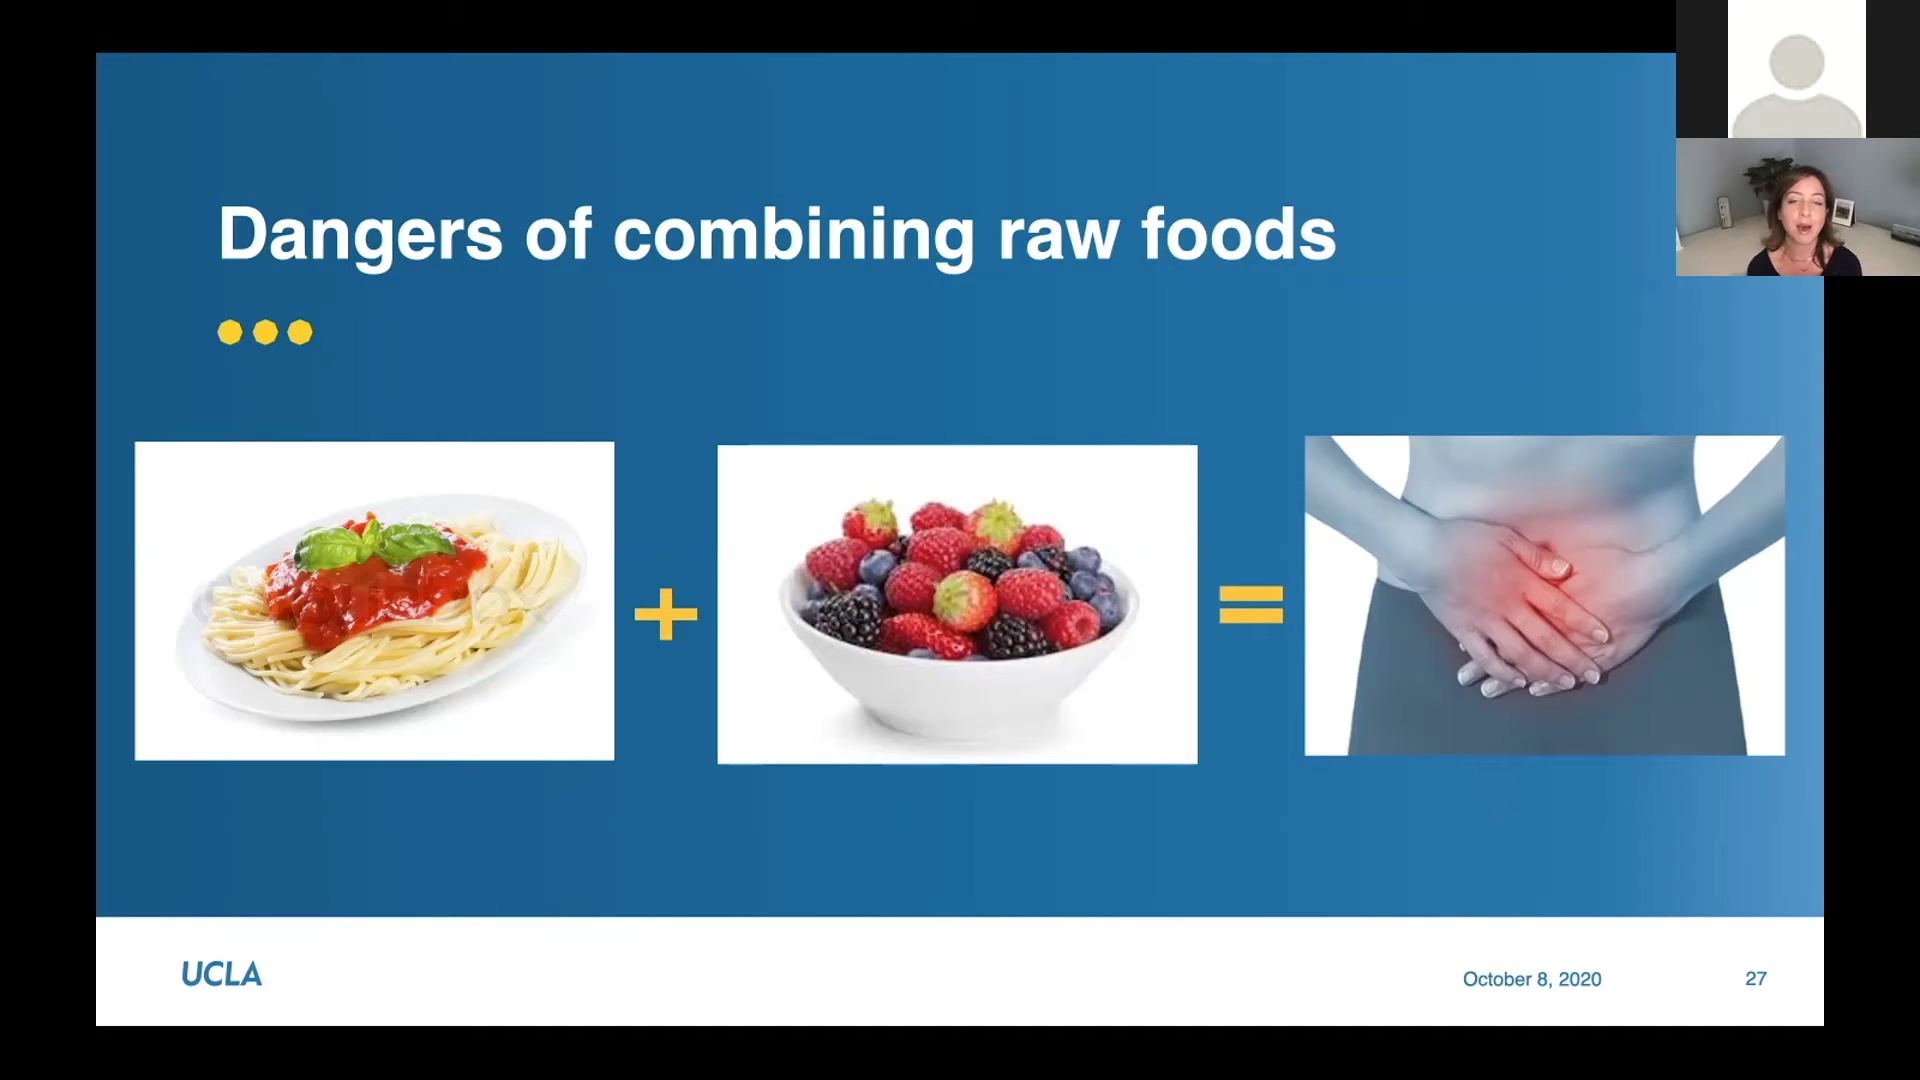 Dangers of combining raw foods
+
=
UCLA
October 8, 2020
27